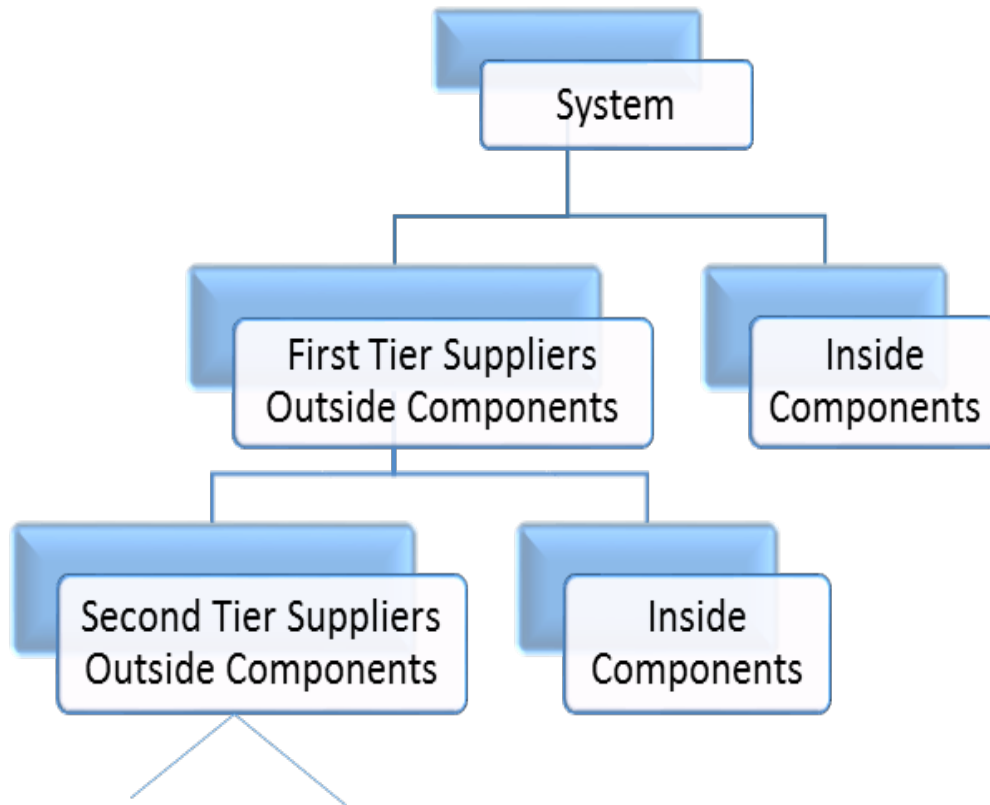 System
First Tier Suppliers
Outside Components
Inside
Components
Second Tier Suppliers
Outside Components
Inside
Components